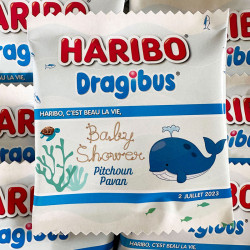 HARIBO
Dragibus®
HARIBO, C'EST BEAU LA VIE,
Baby
Shower
Pitchoun
Pavan
2 JUILLET 2023